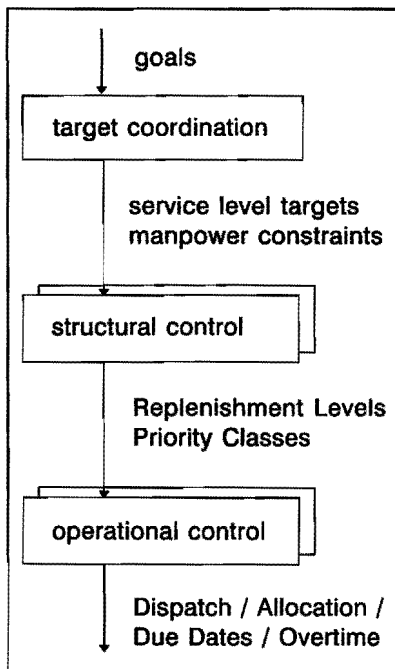 goals
target coordination
service level targets
manpower constraints
structural control
Replenishment Levels
Priority Classes
operational control
Dispatch / Allocation /
Due Dates / Overtime